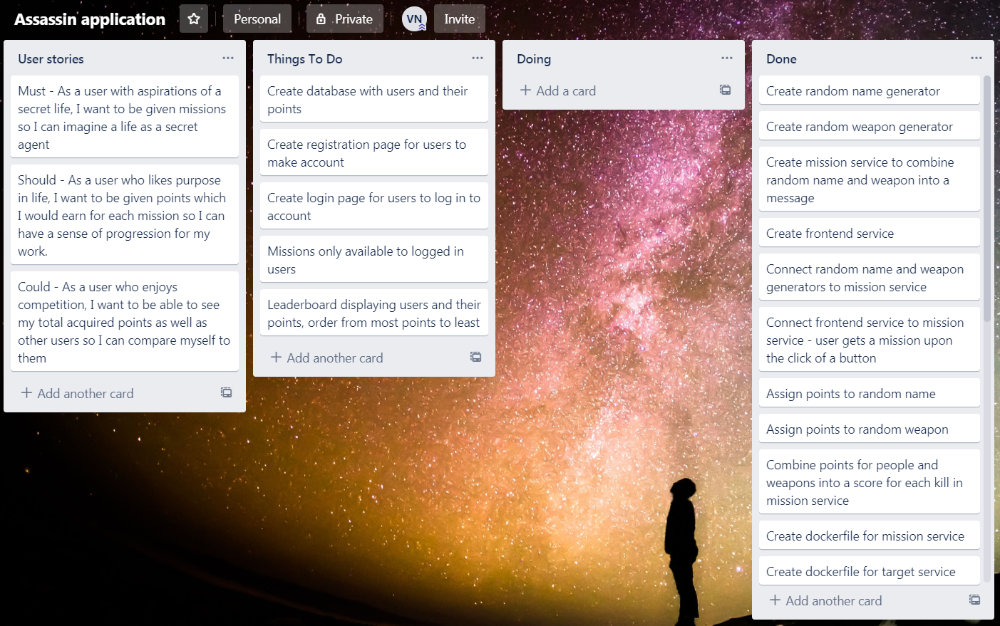 Assassin application
Personal
Private
VN
Invite
User stories
Must - As a user with aspirations of a
secret life, I want to be given missions
so I can imagine a life as a secret
agent
Should - As a user who likes purpose
in life, I want to be given points which
I would earn for each mission so I can
have a sense of progression for my
work.
Could - As a user who enjoys
competition, I want to be able to see
my total acquired points as well as
other users so I can compare myself to
them
+ Add another card
Things To Do
Create database with users and their
points
Create registration page for users to
make account
Create login page for users to log in to
account
Missions only available to logged in
users
Leaderboard displaying users and their
points, order from most points to least
+ Add another card
Doing
+ Add a card
Done
Create random name generator
Create random weapon generator
Create mission service to combine
random name and weapon into a
message
Create frontend service
Connect random name and weapon
generators to mission service
Connect frontend service to mission
service - user gets a mission upon
the click of a button
Assign points to random name
Assign points to random weapon
Combine points for people and
weapons into a score for each kill in
mission service
Create dockerfile for mission service
Create dockerfile for target service
+ Add another card